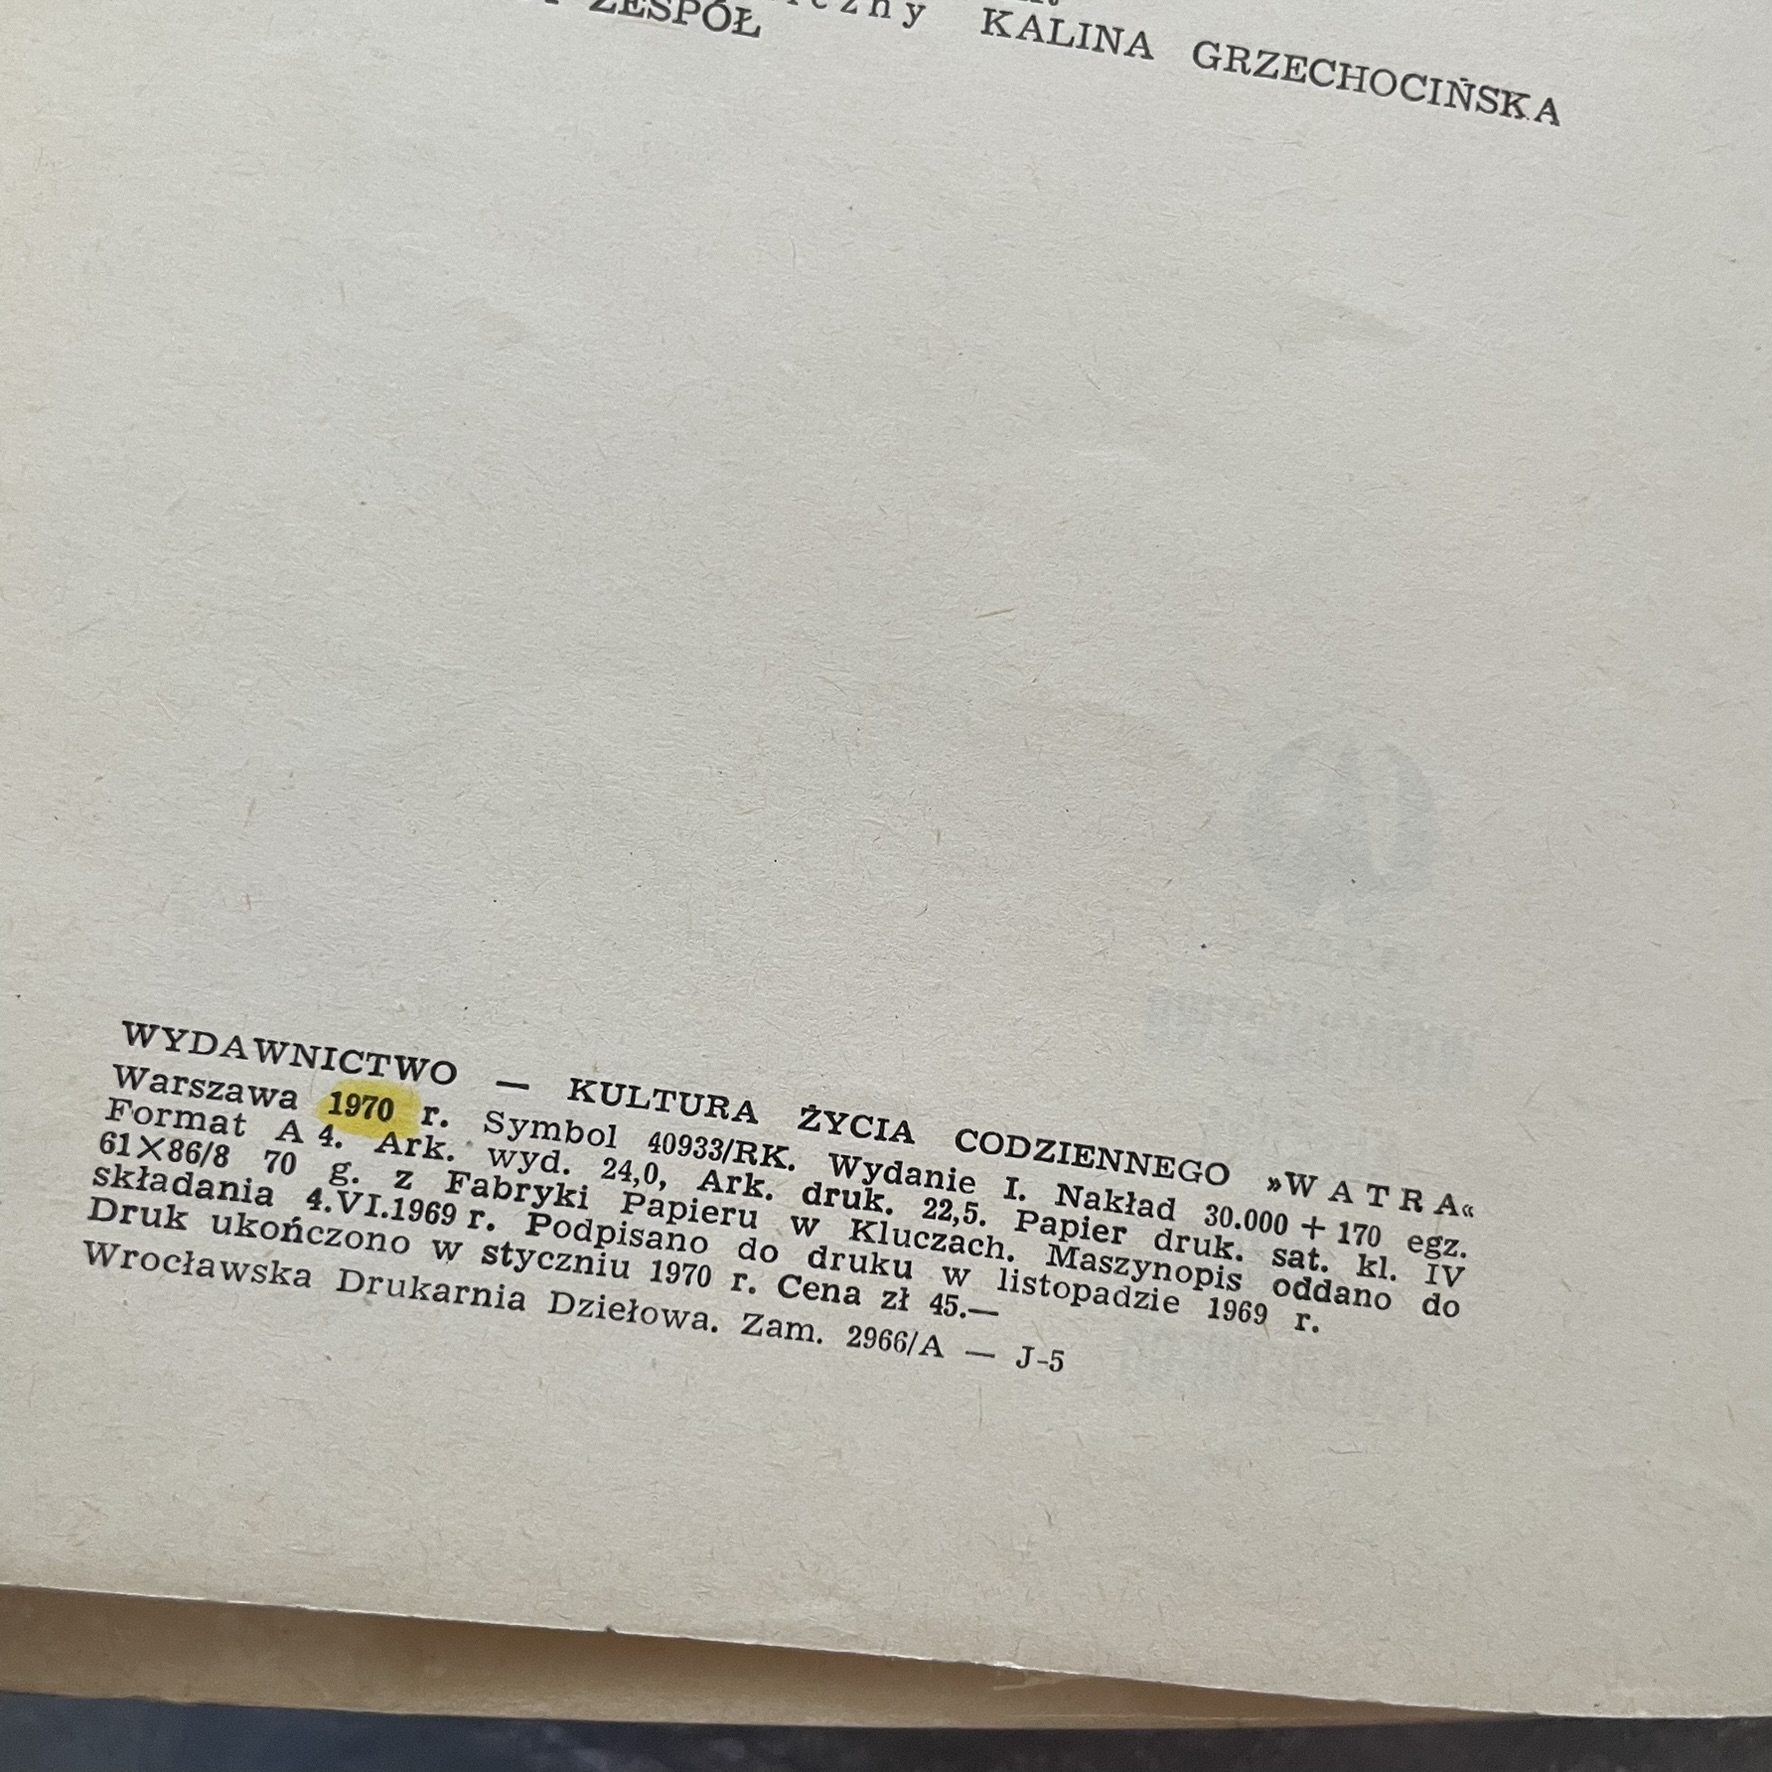 ZESPÓŁ
KALINA GRZECHOCIŃSKA
WYDAWNICTWO — KULTURA ŻYCIA CODZIENNEGO »WATRA«
Warszawa 1970 r. Symbol 40933/RK. Wydanie I. Nakład 30.000 + 170 egz.
Format A 4. Ark. wyd. 24,0, Ark. druk. 22,5. Papier druk. sat. kl. IV
61×86/8 70 g. z Fabryki Papieru w Kluczach. Maszynopis oddano do
składania 4.VI.1969 r. Podpisano do druku w listopadzie 1969 r.
Druk ukończono w styczniu 1970 r. Cena zł 45.—
Wrocławska Drukarnia Dziełowa. Zam. 2966/A — J-5